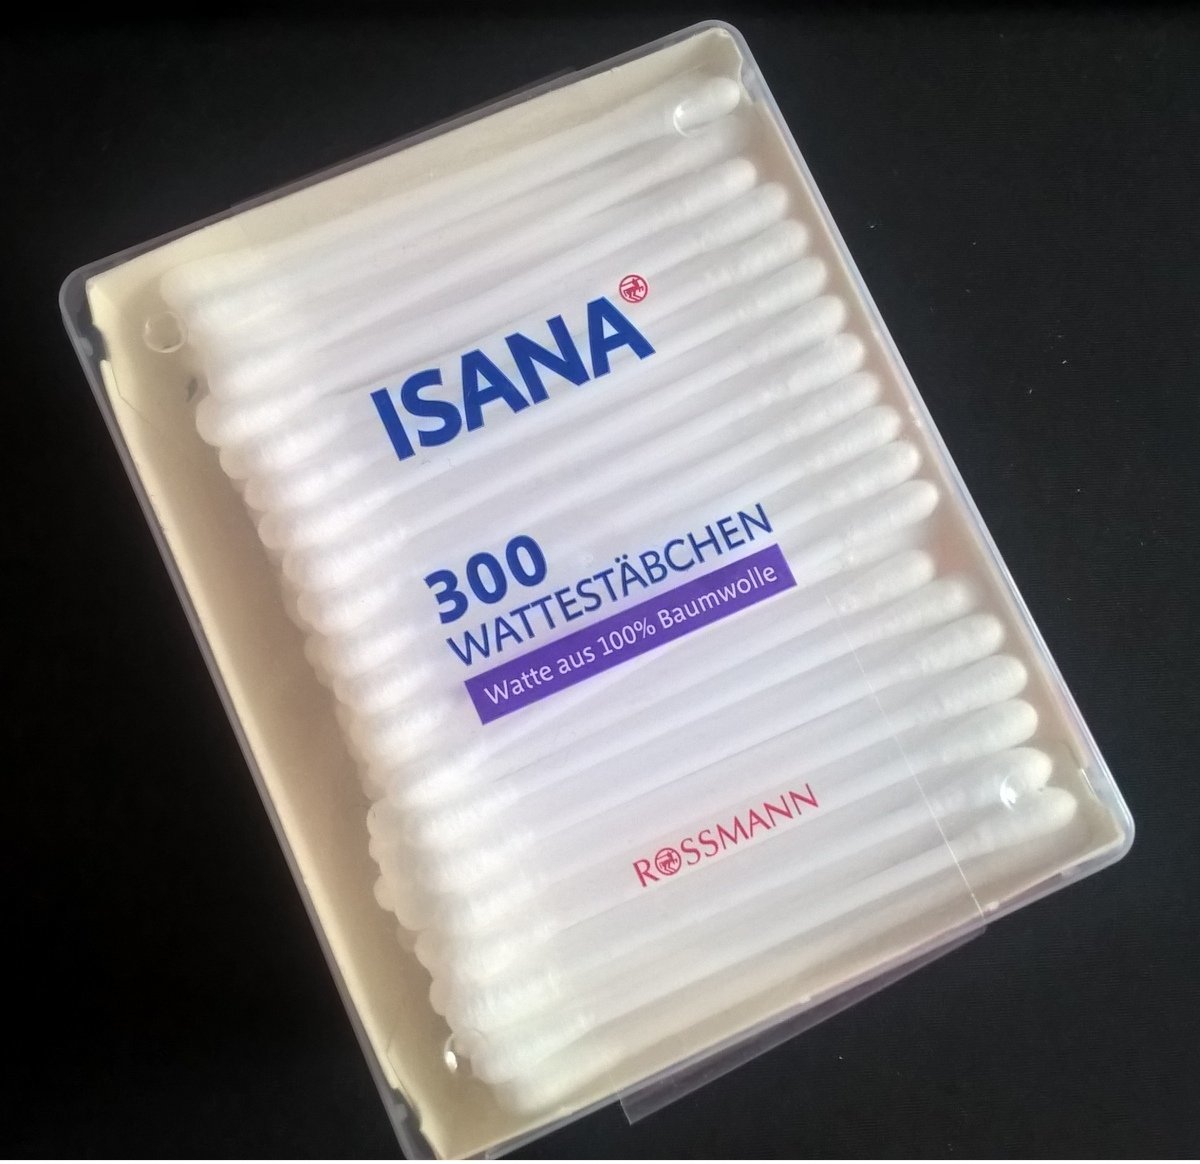 ISANA
300
WATTESTÄBCHEN
Watte aus 100% Baumwolle
ROSSMANN